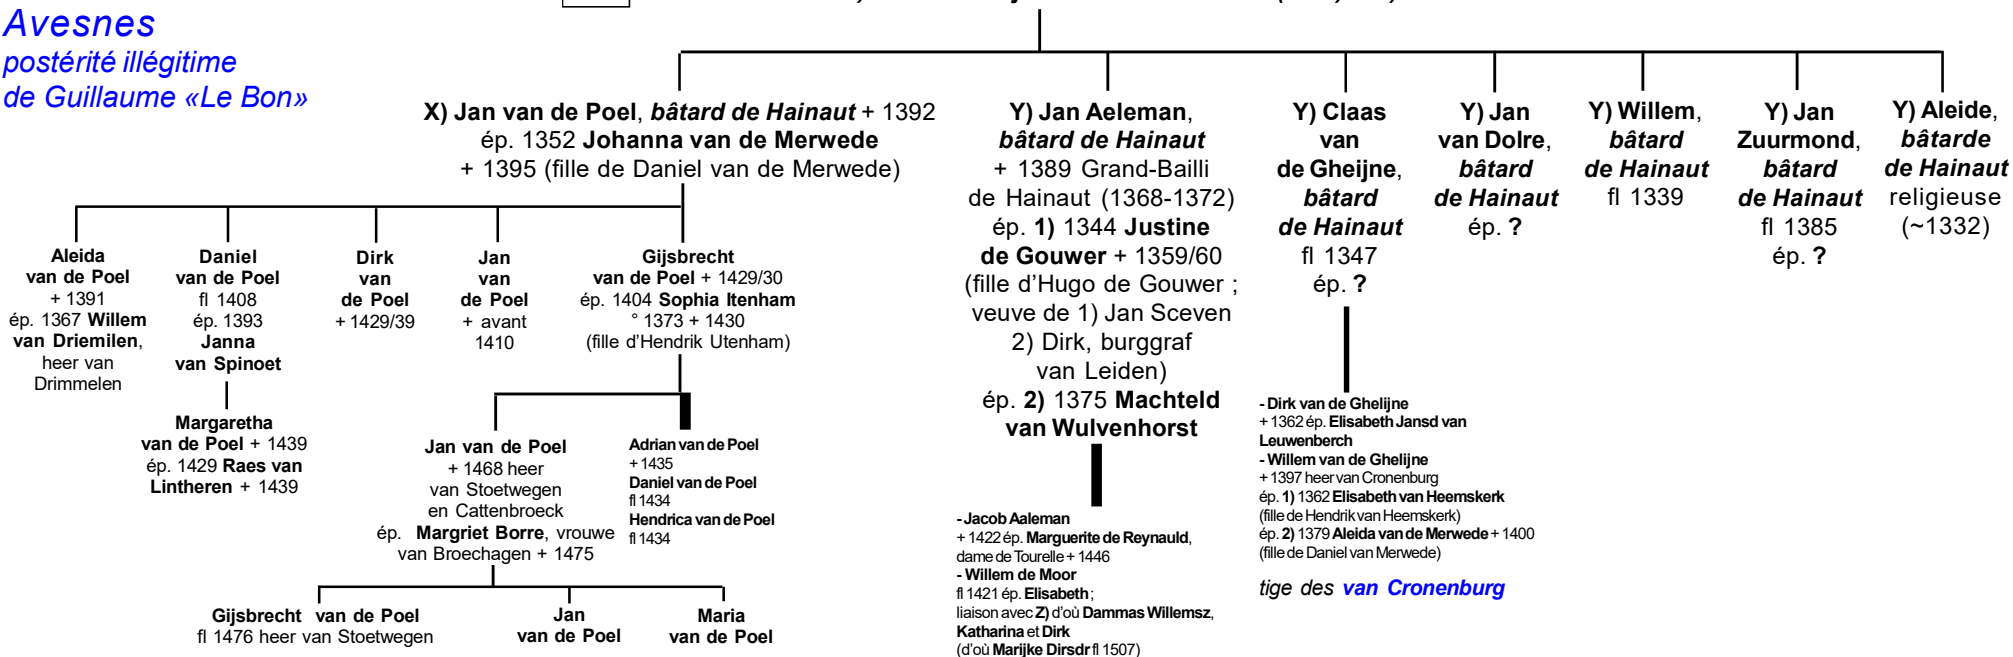 Avesnes
postérité illégitime
de Guillaume «Le Bon»
X) Jan van de Poel, bâtard de Hainaut + 1392
ép. 1352 Johanna van de Merwede
+ 1395 (fille de Daniel van de Merwede)
Y) Jan Aeleman,
bâtard de Hainaut
+ 1389 Grand-Bailli
de Hainaut (1368-1372)
ép. 1) 1344 Justine
de Gouwer + 1359/60
(fille d'Hugo de Gouwer ;
veuve de 1) Jan Sceven
2) Dirk, burggraf
van Leiden)
ép. 2) 1375 Machteld
van Wulvenhorst
Y) Claas
van
de Gheijne,
bâtard
de Hainaut
fl 1347
ép. ?
Y) Jan
van Dolre,
bâtard
de Hainaut
ép. ?
Y) Willem,
bâtard
de Hainaut
fl 1339
Y) Jan
Zuurmond,
bâtard
de Hainaut
fl 1385
ép. ?
Y) Aleide,
bâtarde
de Hainaut
religieuse
(~1332)
Aleida
van de Poel
+ 1391
ép. 1367 Willem
van Driemilen,
heer van
Drimmelen
Daniel
van de Poel
fl 1408
ép. 1393
Janna
van Spinoet
Dirk
van
de Poel
+ 1429/39
Jan
van
de Poel
+ avant
1410
Gijsbrecht
van de Poel + 1429/30
ép. 1404 Sophia Itenham
° 1373 + 1430
(fille d'Hendrik Utenham)
Margaretha
van de Poel + 1439
ép. 1429 Raes van
Lintheren + 1439
Jan van de Poel
+ 1468 heer
van Stoetwegen
en Cattenbroeck
ép. Margriet Borre, vrouwe
van Broechagen + 1475
Adrian van de Poel
+ 1435
Daniel van de Poel
fl 1434
Hendrica van de Poel
fl 1434
- Jacob Aaleman
+ 1422 ép. Marguerite de Reynauld,
dame de Tourelle + 1446
- Willem de Moor
fl 1421 ép. Elisabeth ;
liaison avec Z) d'où Dammas Willemsz,
Katharina et Dirk
(d'où Marijke Dirsdr fl 1507)
- Dirk van de Ghelijne
+ 1362 ép. Elisabeth Jansd van
Leuwenberch
- Willem van de Ghelijne
+ 1397 heer van Cronenburg
ép. 1) 1362 Elisabeth van Heemskerk
(fille de Hendrik van Heemskerk)
ép. 2) 1379 Aleida van de Merwede + 1400
(fille de Daniel van Merwede)
tige des van Cronenburg
Gijsbrecht van de Poel
fl 1476 heer van Stoetwegen
Jan
van de Poel
Maria
van de Poel